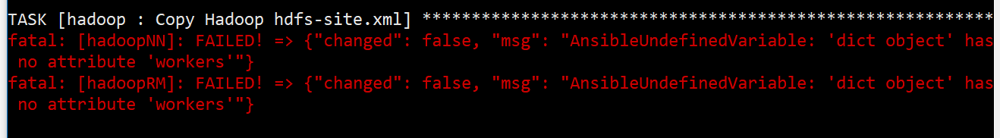 TASK [hadoop : Copy Hadoop hdfs-site.xml] **********************************************************
fatal: [hadoopNN]: FAILED! => {"changed": false, "msg": "AnsibleUndefinedVariable: 'dict object' has
 no attribute 'workers'"}
fatal: [hadoopRM]: FAILED! => {"changed": false, "msg": "AnsibleUndefinedVariable: 'dict object' has
 no attribute 'workers'"}